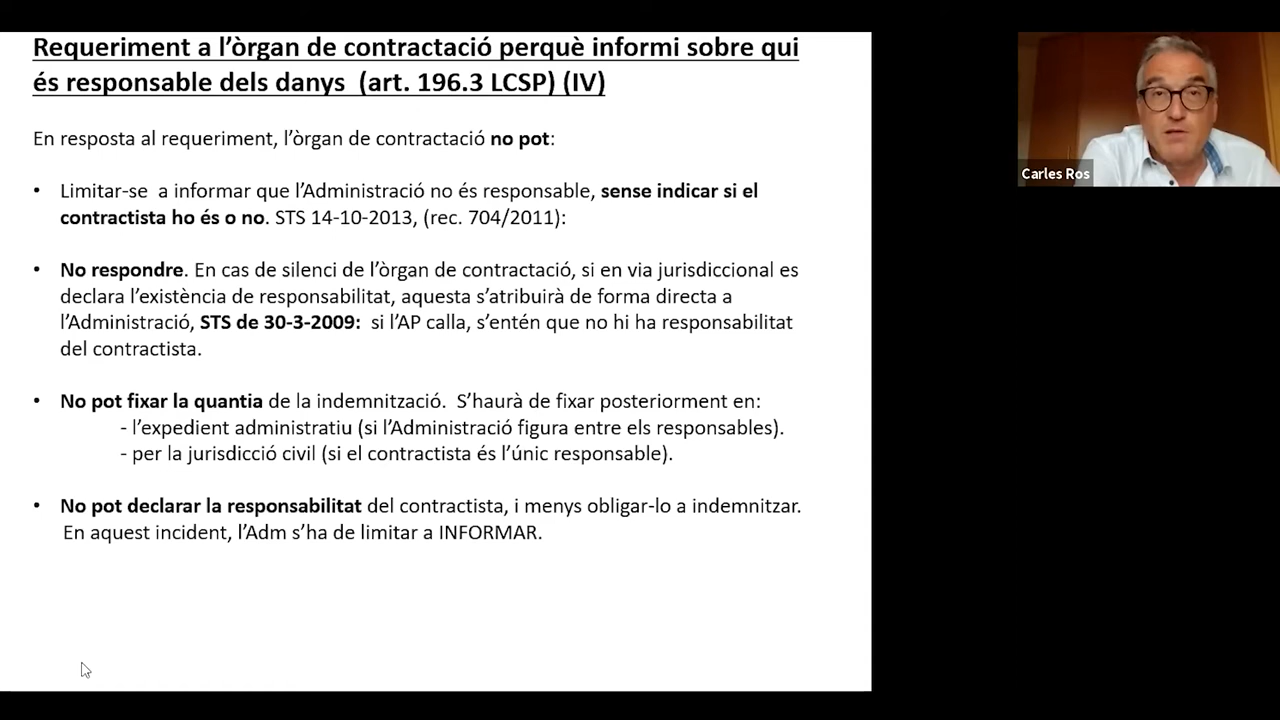 Requeriment a l’òrgan de contractació perquè informi sobre qui
és responsable dels danys  (art. 196.3 LCSP) (IV)
En resposta al requeriment, l’òrgan de contractació no pot:
• Limitar-se  a informar que l’Administració no és responsable, sense indicar si el
contractista ho és o no. STS 14-10-2013, (rec. 704/2011):
• No respondre. En cas de silenci de l’òrgan de contractació, si en via jurisdiccional es
declara l’existència de responsabilitat, aquesta s’atribuirà de forma directa a
l’Administració, STS de 30-3-2009:  si l’AP calla, s’entén que no hi ha responsabilitat
del contractista.
• No pot fixar la quantia de la indemnització.  S’haurà de fixar posteriorment en:
- l’expedient administratiu (si l’Administració figura entre els responsables).
- per la jurisdicció civil (si el contractista és l’únic responsable).
• No pot declarar la responsabilitat del contractista, i menys obligar-lo a indemnitzar.
En aquest incident, l’Adm s’ha de limitar a INFORMAR.
Carles Ros